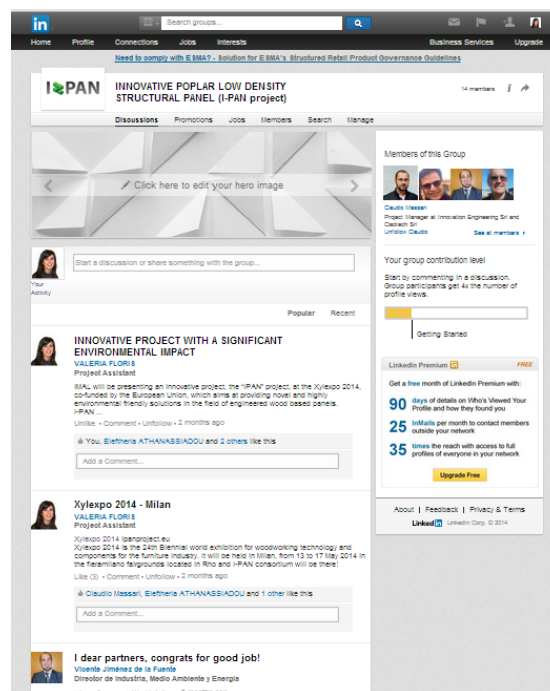 in
Search groups...
Home Profile Connections Jobs Interests Business Services Upgrade
Need to comply with ESMA? - Solution for ESMA's Structured Retail Product Governance Guidelines
I PAN
INNOVATIVE POPLAR LOW DENSITY
STRUCTURAL PANEL (I-PAN project)
14 members
Discussions Promotions Jobs Members Search Manage
Click here to edit your hero image
Start a discussion or share something with the group...
Your
Activity
Popular Recent
INNOVATIVE PROJECT WITH A SIGNIFICANT
ENVIRONMENTAL IMPACT
VALERIA FLORIS
Project Assistant
IMAL will be presenting an innovative project, the "IPAN" project, at the Xylexpo 2014,
co-funded by the European Union, which aims at providing novel and highly
environmental friendly solutions in the field of engineered wood based panels.
I-PAN ...
Unlike • Comment • Unfollow • 2 months ago
You, Eleftheria ATHANASSIADOU and 2 others like this
Add a Comment...
Xylexpo 2014 - Milan
VALERIA FLORIS
Project Assistant
Xylexpo 2014 ipanproject.eu
Xylexpo 2014 is the 24th Biennial world exhibition for woodworking technology and
components for the furniture industry. It will be held in Milan, from 13 to 17 May 2014 in
the fieramilano fairgrounds located in Rho and I-PAN consortium will be there!
Like (3) • Comment • Unfollow • 2 months ago
Claudio Massari, Eleftheria ATHANASSIADOU and 1 other like this
Add a Comment...
I dear partners, congrats for good job!
Vicente Jiménez de la Fuente
Director de Industria, Medio Ambiente y Energia
Members of this Group
Claudio Massari
Project Manager at Innovation Engineering Srl and
Cleatech Srl
Unfollow Claudio See all members
Your group contribution level
Start by commenting in a discussion.
Group participants get 4x the number of
profile views.
Getting Started
LinkedIn Premium in FREE
Get a free month of LinkedIn Premium with:
90 days of details on Who's Viewed Your
Profile and how they found you
25 InMails per month to contact members
outside your network
35 times the reach with access to full
profiles of everyone in your network
Upgrade Free
About | Feedback | Privacy & Terms
Linked in LinkedIn Corp. © 2014